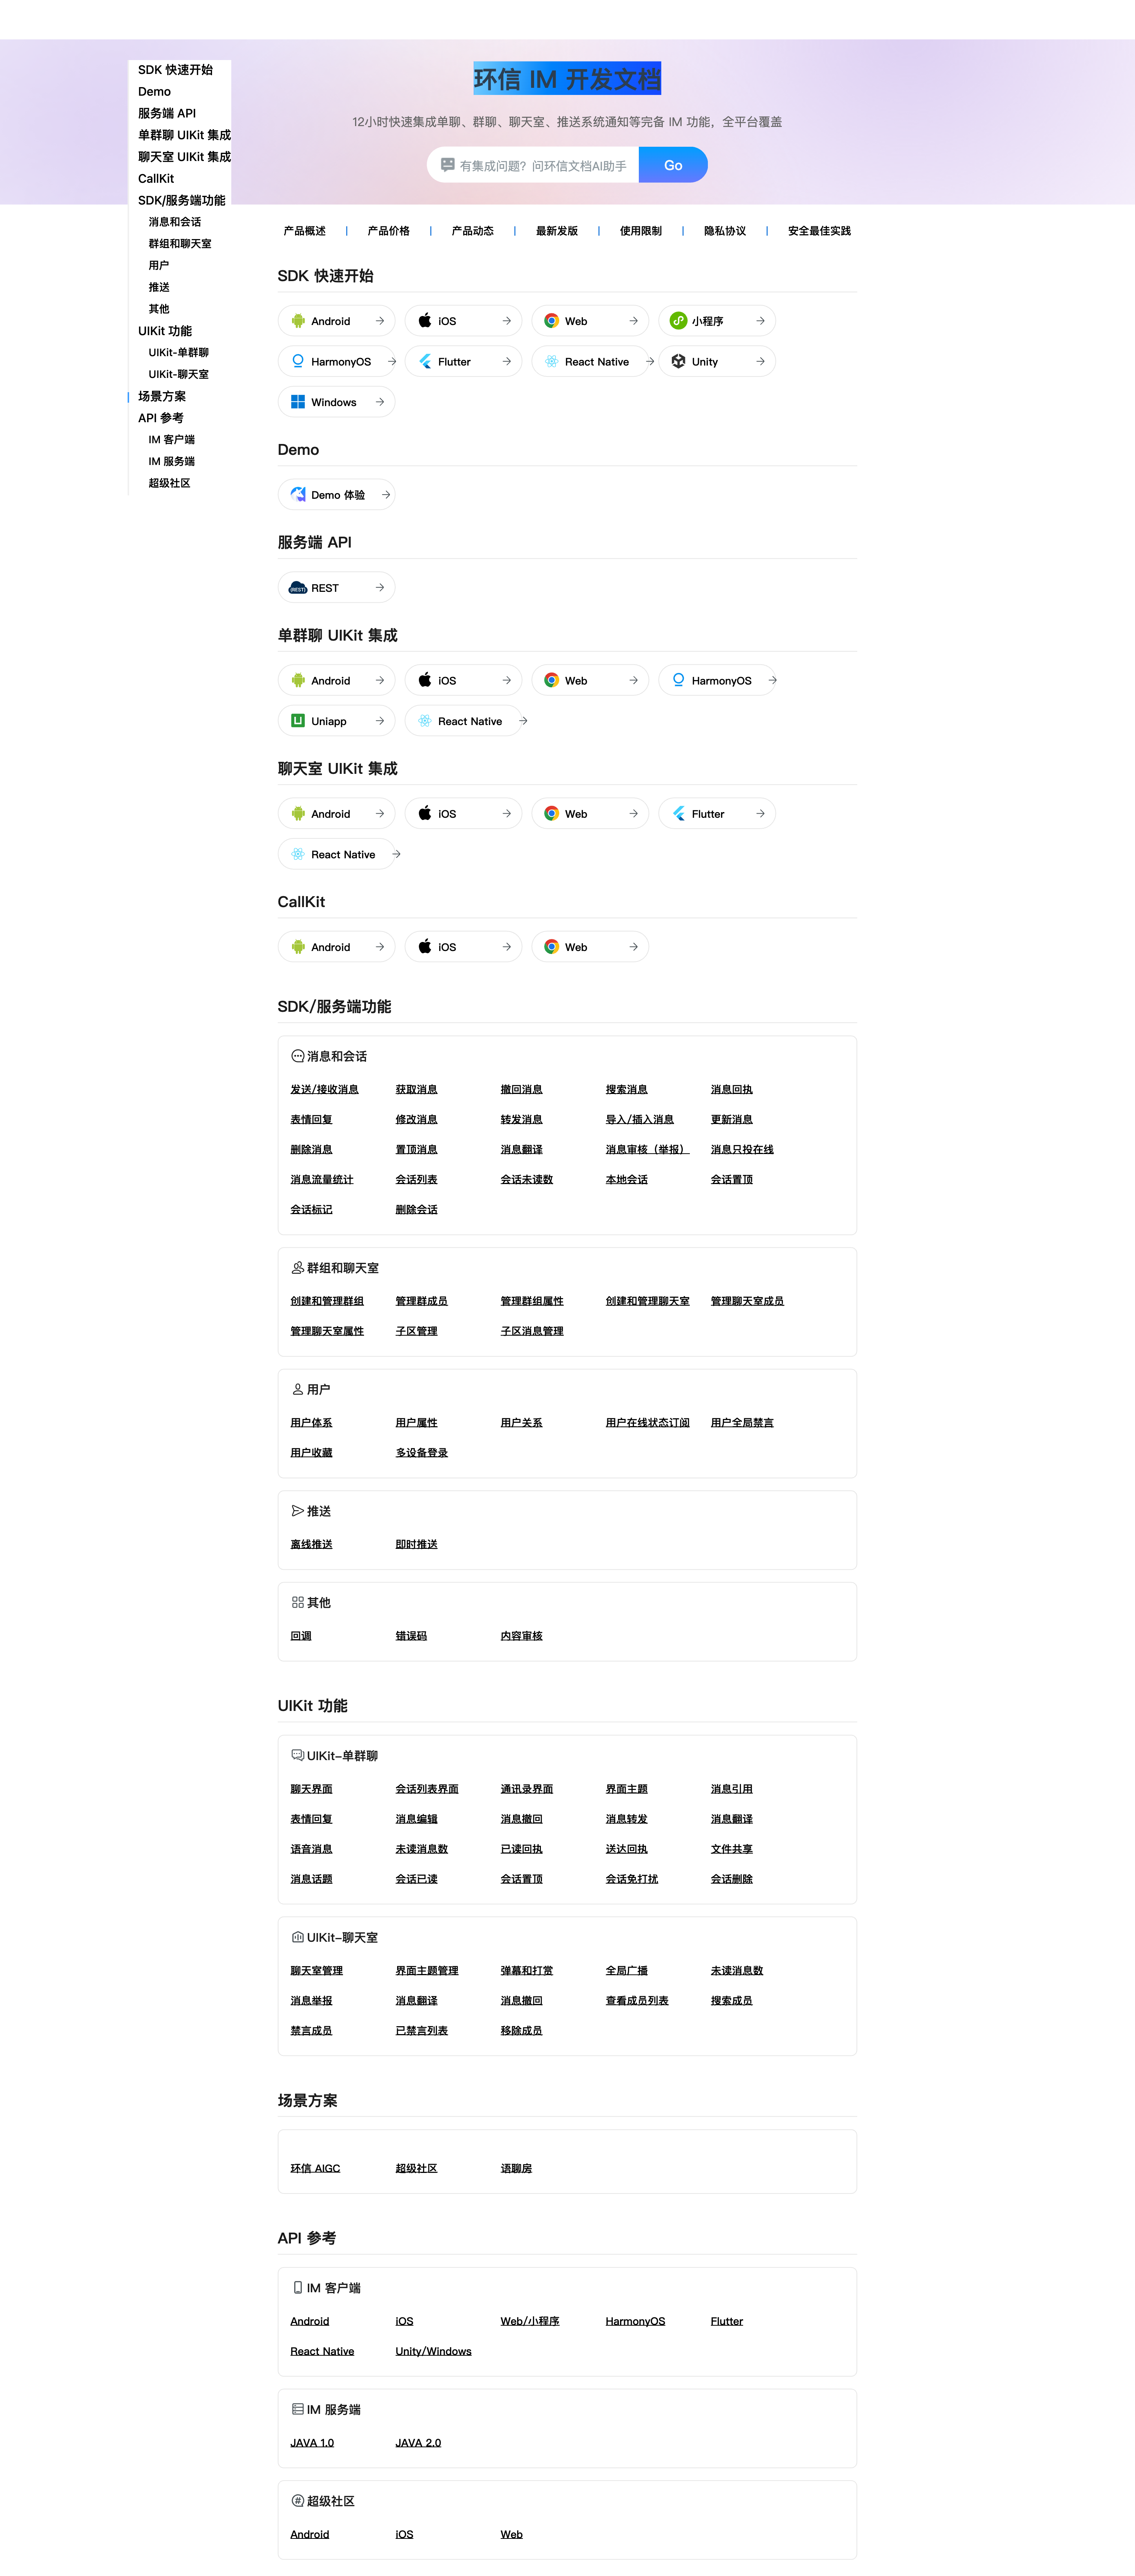 SDK 快速开始
Demo
服务端 API
单群聊 UIKit 集成
聊天室 UIKit 集成
CallKit
SDK/服务端功能
消息和会话
群组和聊天室
用户
推送
其他
UIKit 功能
UIKit-单群聊
UIKit-聊天室
场景方案
API 参考
IM 客户端
IM 服务端
超级社区
环信 IM 开发文档
12小时快速集成单聊、群聊、聊天室、推送系统通知等完备 IM 功能，全平台覆盖
有集成问题？问环信文档AI助手 Go
产品概述 产品价格 产品动态 最新发版 使用限制 隐私协议 安全最佳实践
SDK 快速开始
Android iOS Web 小程序
HarmonyOS Flutter React Native Unity
Windows
Demo
Demo 体验
服务端 API
{REST} REST
单群聊 UIKit 集成
Android iOS Web HarmonyOS
Uniapp React Native
聊天室 UIKit 集成
Android iOS Web Flutter
React Native
CallKit
Android iOS Web
SDK/服务端功能
消息和会话
发送/接收消息 获取消息 撤回消息 搜索消息 消息回执
表情回复 修改消息 转发消息 导入/插入消息 更新消息
删除消息 置顶消息 消息翻译 消息审核（举报） 消息只投在线
消息流量统计 会话列表 会话未读数 本地会话 会话置顶
会话标记 删除会话
群组和聊天室
创建和管理群组 管理群成员 管理群组属性 创建和管理聊天室 管理聊天室成员
管理聊天室属性 子区管理 子区消息管理
用户
用户体系 用户属性 用户关系 用户在线状态订阅 用户全局禁言
用户收藏 多设备登录
推送
离线推送 即时推送
其他
回调 错误码 内容审核
UIKit 功能
UIKit-单群聊
聊天界面 会话列表界面 通讯录界面 界面主题 消息引用
表情回复 消息编辑 消息撤回 消息转发 消息翻译
语音消息 未读消息数 已读回执 送达回执 文件共享
消息话题 会话已读 会话置顶 会话免打扰 会话删除
UIKit-聊天室
聊天室管理 界面主题管理 弹幕和打赏 全局广播 未读消息数
消息举报 消息翻译 消息撤回 查看成员列表 搜索成员
禁言成员 已禁言列表 移除成员
场景方案
环信 AIGC 超级社区 语聊房
API 参考
IM 客户端
Android iOS Web/小程序 HarmonyOS Flutter
React Native Unity/Windows
IM 服务端
JAVA 1.0 JAVA 2.0
超级社区
Android iOS Web